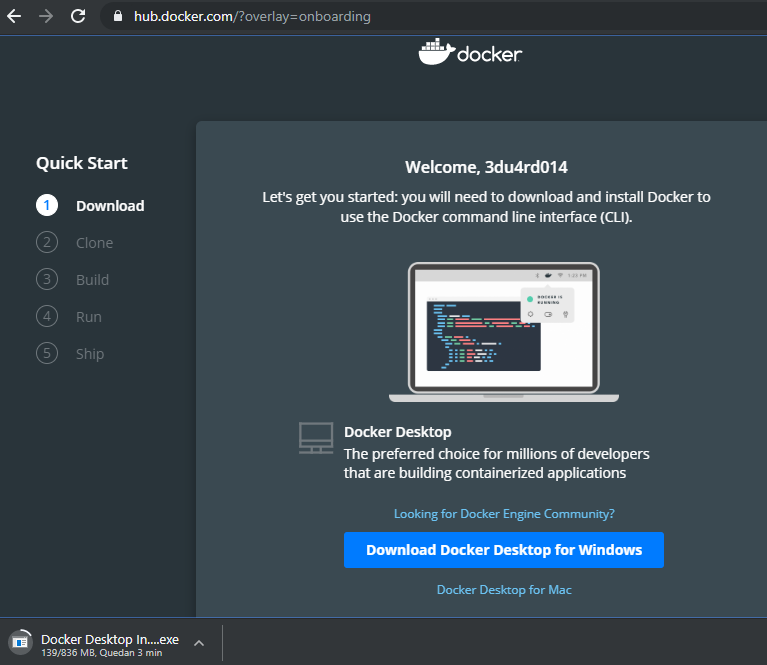 hub.docker.com/?overlay=onboarding
docker
Quick Start
1 Download
2 Clone
3 Build
4 Run
5 Ship
Welcome, 3du4rd014
Let's get you started: you will need to download and install Docker to
use the Docker command line interface (CLI).
1:23 PM
DOCKER IS
RUNNING
Docker Desktop
The preferred choice for millions of developers
that are building containerized applications
Looking for Docker Engine Community?
Download Docker Desktop for Windows
Docker Desktop for Mac
Docker Desktop In....exe
139/836 MB, Quedan 3 min